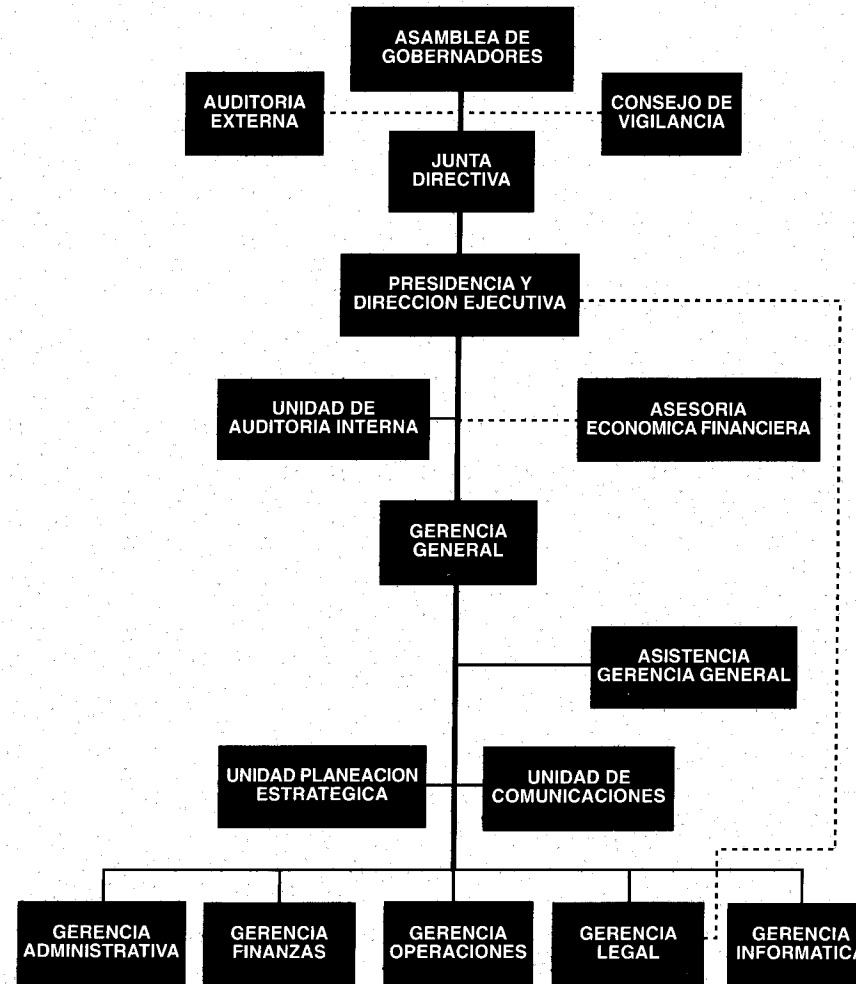 ASAMBLEA DE
GOBERNADORES
AUDITORIA
EXTERNA
CONSEJO DE
VIGILANCIA
JUNTA
DIRECTIVA
PRESIDENCIA Y
DIRECCION EJECUTIVA
UNIDAD DE
AUDITORIA INTERNA
ASESORIA
ECONOMICA FINANCIERA
GERENCIA
GENERAL
ASISTENCIA
GERENCIA GENERAL
UNIDAD PLANEACION
ESTRATEGICA
UNIDAD DE
COMUNICACIONES
GERENCIA
ADMINISTRATIVA
GERENCIA
FINANZAS
GERENCIA
OPERACIONES
GERENCIA
LEGAL
GERENCIA
INFORMATICA